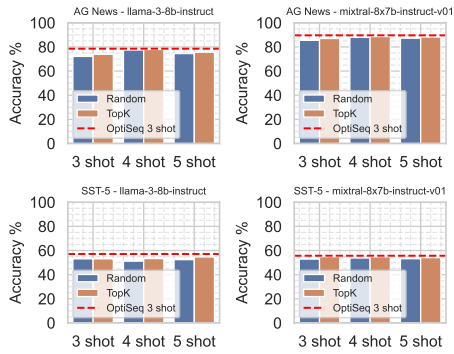 AG News - llama-3-8b-instruct
Accuracy %
100
80
60
40
20
0
Random
TopK
OptiSeq 3 shot
3 shot 4 shot 5 shot
AG News - mixtral-8x7b-instruct-v01
Accuracy %
100
80
60
40
20
0
Random
TopK
OptiSeq 3 shot
3 shot 4 shot 5 shot
SST-5 - llama-3-8b-instruct
Accuracy %
100
80
60
40
20
0
Random
TopK
OptiSeq 3 shot
3 shot 4 shot 5 shot
SST-5 - mixtral-8x7b-instruct-v01
Accuracy %
100
80
60
40
20
0
Random
TopK
OptiSeq 3 shot
3 shot 4 shot 5 shot